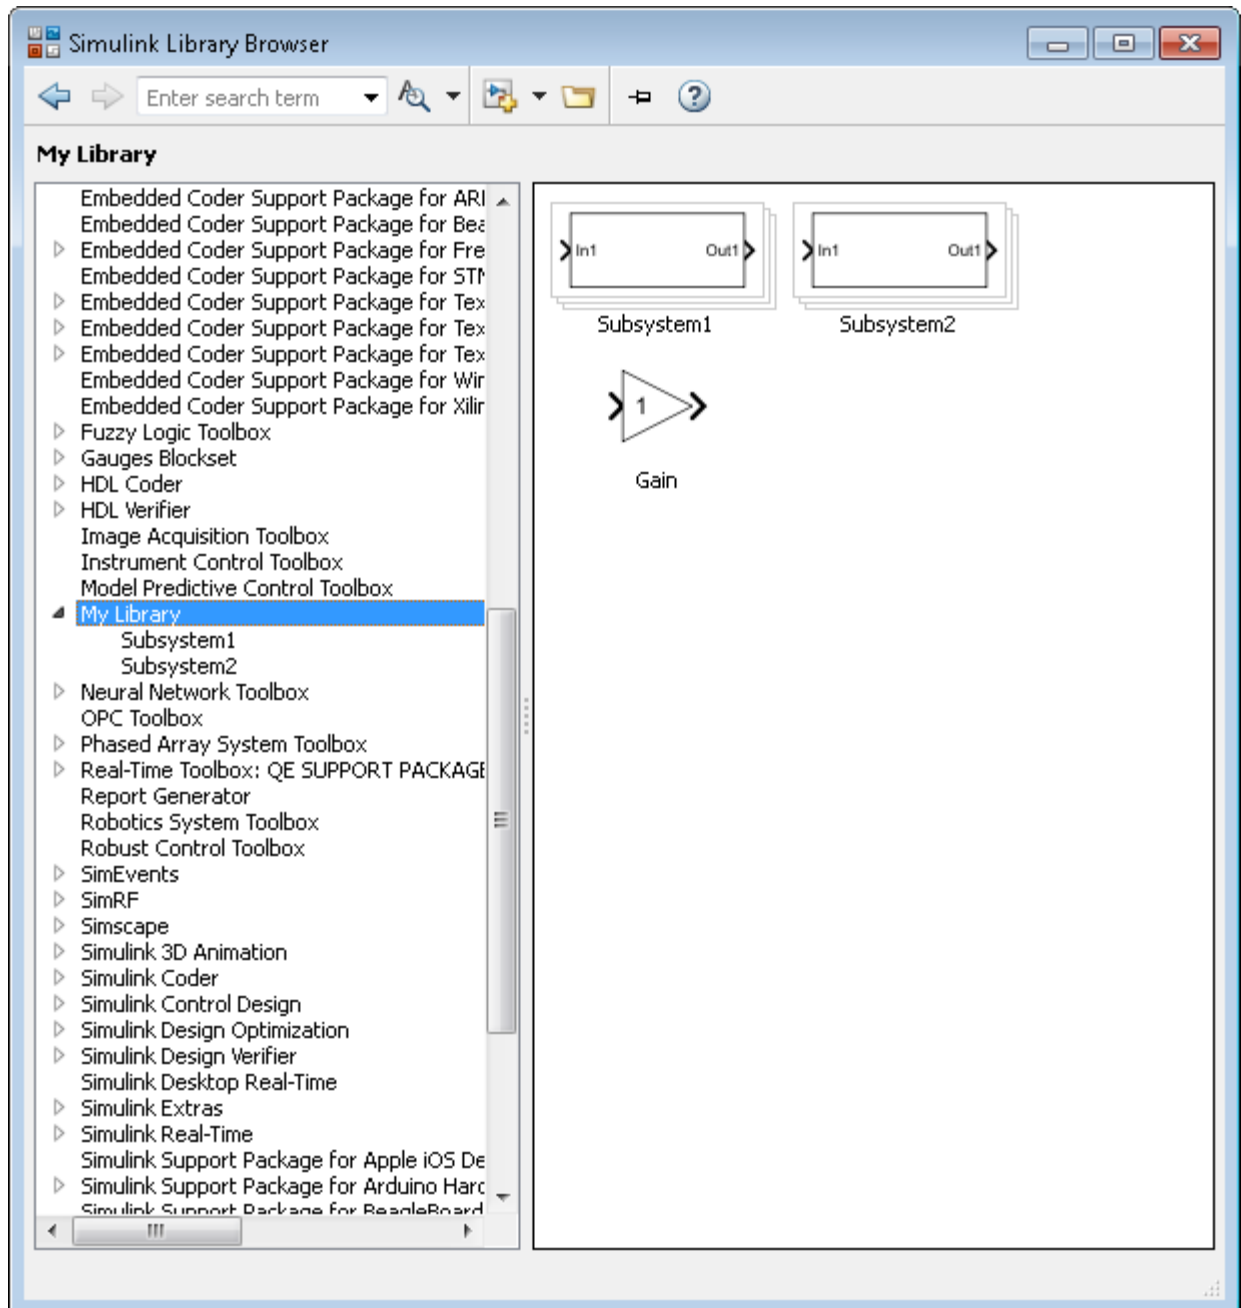 Simulink Library Browser
Enter search term
My Library
Embedded Coder Support Package for ARI
Embedded Coder Support Package for Bea
Embedded Coder Support Package for Fre
Embedded Coder Support Package for STM
Embedded Coder Support Package for Tex
Embedded Coder Support Package for Tex
Embedded Coder Support Package for Tex
Embedded Coder Support Package for Wir
Embedded Coder Support Package for Xilir
Fuzzy Logic Toolbox
Gauges Blockset
HDL Coder
HDL Verifier
Image Acquisition Toolbox
Instrument Control Toolbox
Model Predictive Control Toolbox
My Library
Subsystem1
Subsystem2
Neural Network Toolbox
OPC Toolbox
Phased Array System Toolbox
Real-Time Toolbox: QE SUPPORT PACKAGE
Report Generator
Robotics System Toolbox
Robust Control Toolbox
SimEvents
SimRF
Simscape
Simulink 3D Animation
Simulink Coder
Simulink Control Design
Simulink Design Optimization
Simulink Design Verifier
Simulink Desktop Real-Time
Simulink Extras
Simulink Real-Time
Simulink Support Package for Apple iOS De
Simulink Support Package for Arduino Harc
Simulink Support Package for BeagleBoard
In1 Out1 In1 Out1
Subsystem1 Subsystem2
1
Gain